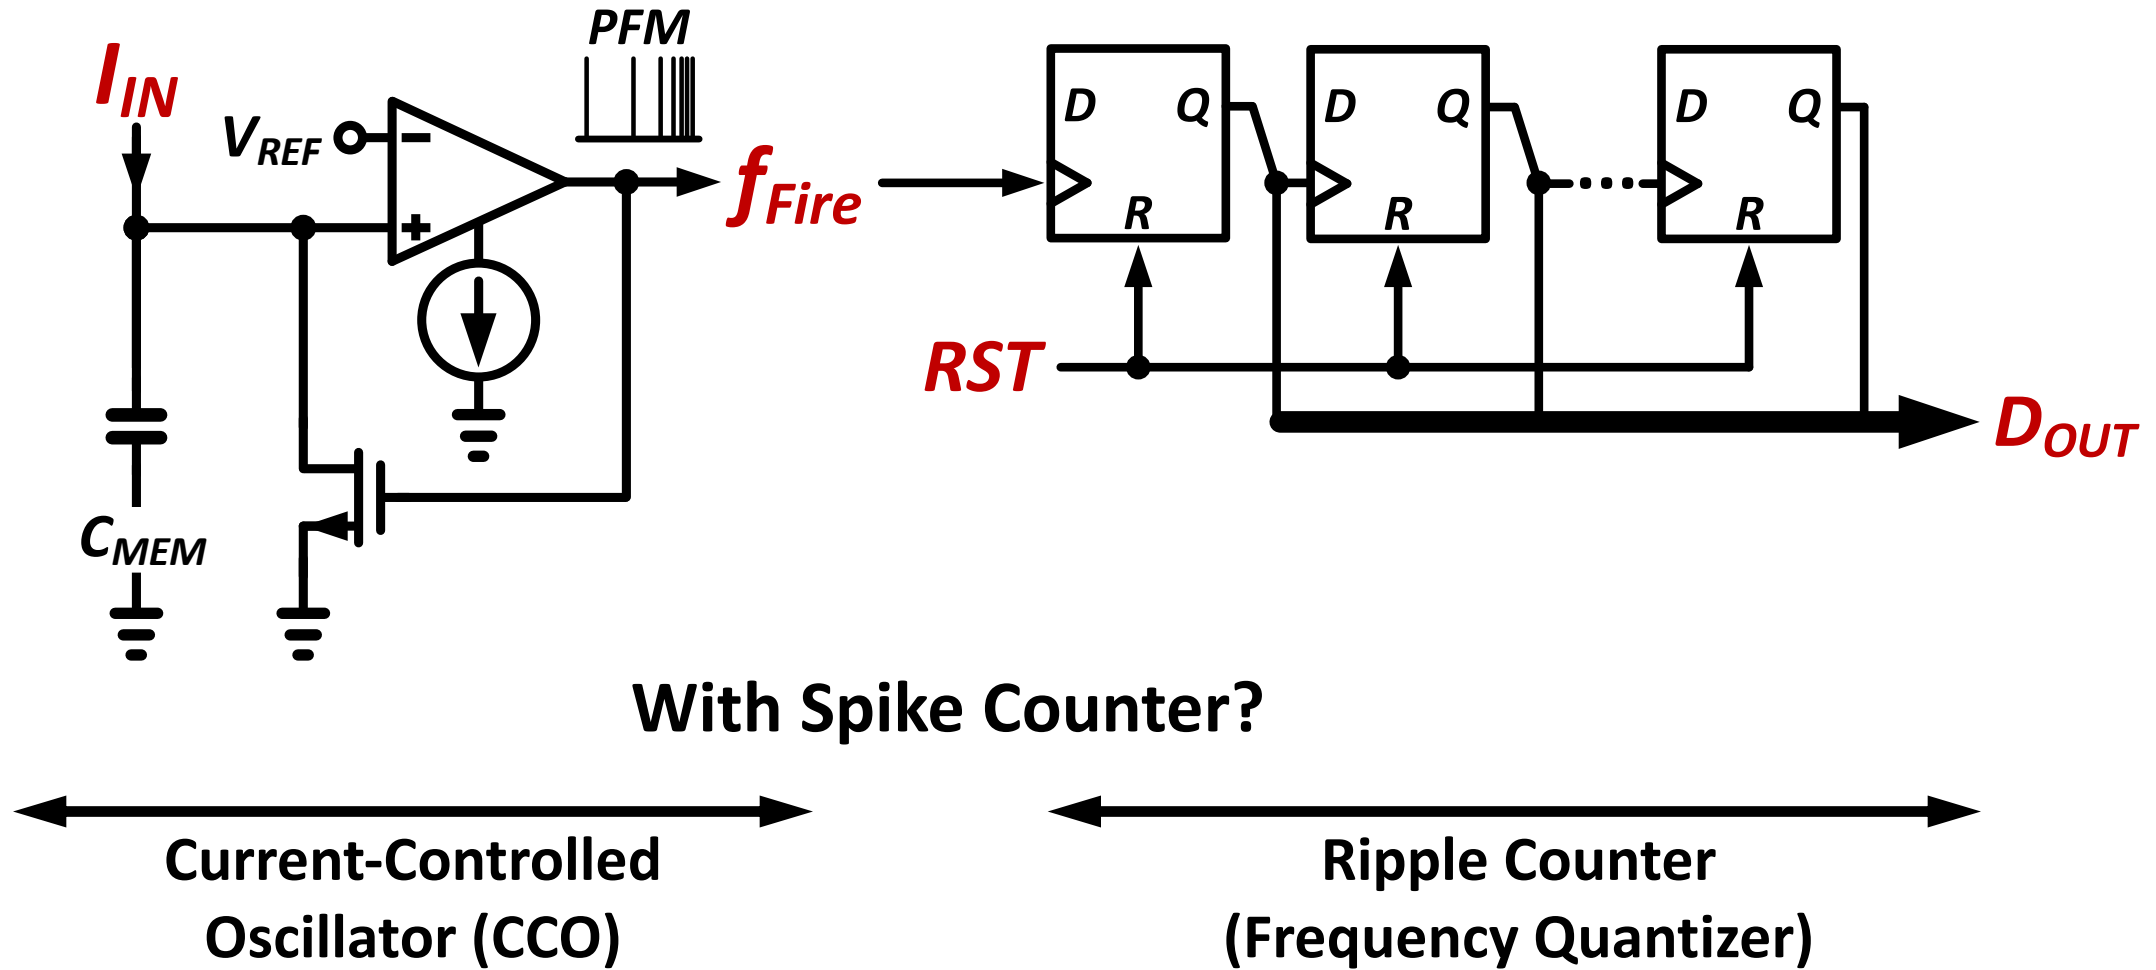 PFM
I_IN
V_REF
−
+
f_Fire
C_MEM
D Q
R
D Q
R
D Q
R
RST
D_OUT
With Spike Counter?
Current-Controlled
Oscillator (CCO)
Ripple Counter
(Frequency Quantizer)